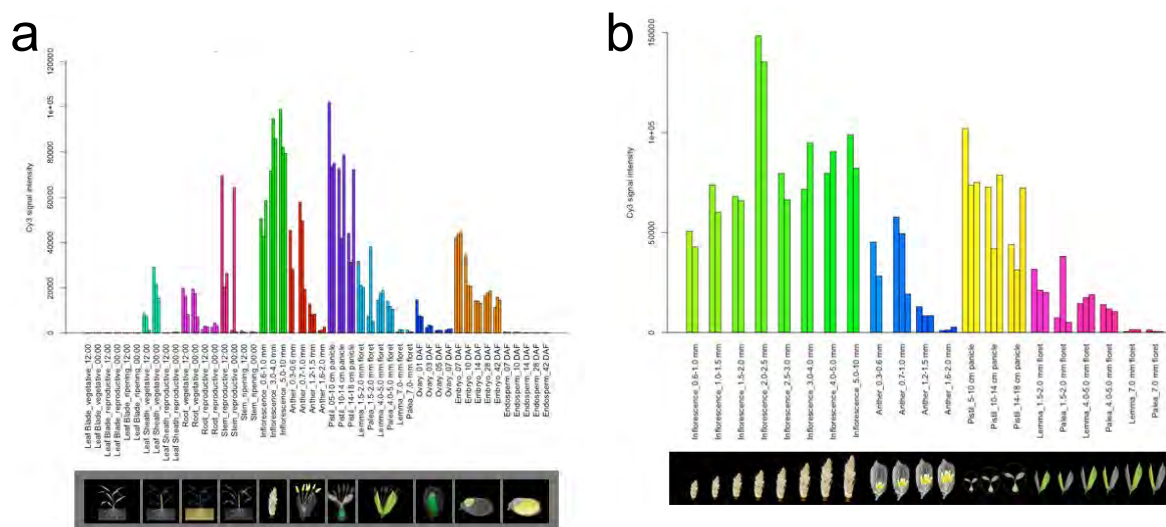 a
b
Cy3 signal intensity
120000
1e+05
80000
60000
40000
20000
0
Leaf Blade_vegetative_12:00
Leaf Blade_vegetative_00:00
Leaf Blade_reproductive_12:00
Leaf Blade_reproductive_00:00
Leaf Blade_ripening_12:00
Leaf Blade_ripening_00:00
Leaf Sheath_vegetative_12:00
Leaf Sheath_vegetative_00:00
Leaf Sheath_reproductive_12:00
Leaf Sheath_reproductive_00:00
Root_vegetative_12:00
Root_vegetative_00:00
Root_reproductive_12:00
Root_reproductive_00:00
Stem_reproductive_12:00
Stem_reproductive_00:00
Stem_ripening_12:00
Stem_ripening_00:00
Inflorescence_0.6-1.0 mm
Inflorescence_3.0-4.0 mm
Inflorescence_5.0-10 mm
Anther_0.3-0.6 mm
Anther_0.7-1.0 mm
Anther_1.2-1.5 mm
Anther_1.6-2.0 mm
Pistil_05-10 cm panicle
Pistil_10-14 cm panicle
Pistil_14-18 cm panicle
Lemma_1.5-2.0 mm floret
Palea_1.5-2.0 mm floret
Lemma_4.0-5.0 mm floret
Palea_4.0-5.0 mm floret
Lemma_7.0- mm floret
Palea_7.0- mm floret
Ovary_01 DAF
Ovary_03 DAF
Ovary_05 DAF
Ovary_07 DAF
Embryo_07 DAF
Embryo_10 DAF
Embryo_14 DAF
Embryo_28 DAF
Embryo_42 DAF
Endosperm_07 DAF
Endosperm_10 DAF
Endosperm_14 DAF
Endosperm_28 DAF
Endosperm_42 DAF
Cy3 signal intensity
150000
1e+05
50000
0
Inflorescence_0.6-1.0 mm
Inflorescence_1.0-1.5 mm
Inflorescence_1.5-2.0 mm
Inflorescence_2.0-2.5 mm
Inflorescence_2.5-3.0 mm
Inflorescence_3.0-4.0 mm
Inflorescence_4.0-5.0 mm
Inflorescence_5.0-10 mm
Anther_0.3-0.6 mm
Anther_0.7-1.0 mm
Anther_1.2-1.5 mm
Anther_1.6-2.0 mm
Pistil_5-10 cm panicle
Pistil_10-14 cm panicle
Pistil_14-18 cm panicle
Lemma_1.5-2.0 mm floret
Palea_1.5-2.0 mm floret
Lemma_4.0-5.0 mm floret
Palea_4.0-5.0 mm floret
Lemma_7.0 mm floret
Palea_7.0 mm floret